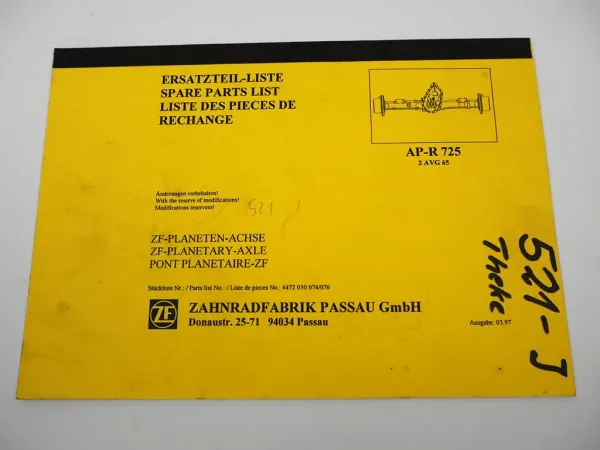 ERSATZTEIL-LISTE
SPARE PARTS LIST
LISTE DES PIECES DE
RECHANGE
AP-R 725
2 AVG 65
Änderungen vorbehalten!
With the reserve of modifications!
Modifications reservees!
521
ZF-PLANETEN-ACHSE
ZF-PLANETARY-AXLE
PONT PLANETAIRE-ZF
Stückliste Nr.: / Parts list No.: / Liste de pieces No.: 4472 030 074/076
ZF
ZAHNRADFABRIK PASSAU GmbH
Donaustr. 25-71 94034 Passau
Ausgabe: 03.97
521-J
Theke